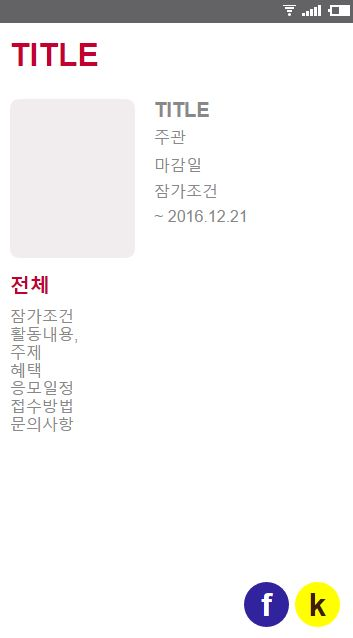 TITLE
TITLE
주관
마감일
잠가조건
~ 2016.12.21
전체
잠가조건
활동내용,
주제
혜택
응모일정
접수방법
문의사항
f
k